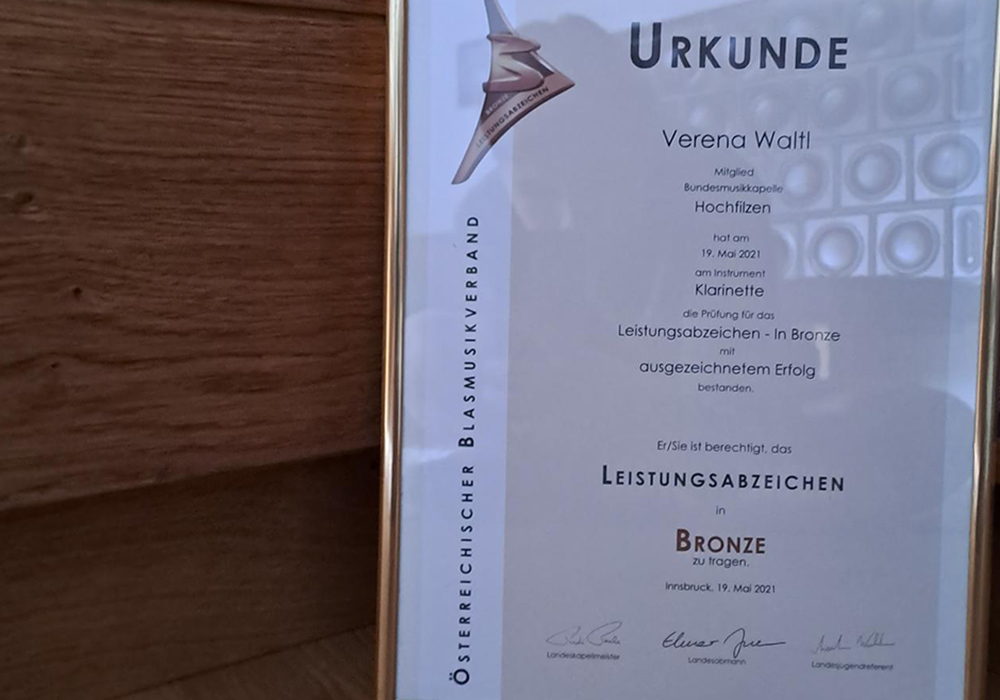 BRONZE
LEISTUNGSABZEICHEN
ÖSTERREICHISCHER BLASMUSIKVERBAND
URKUNDE
Verena Waltl
Mitglied
Bundesmusikkapelle
Hochfilzen
hat am
19. Mai 2021
am Instrument
Klarinette
die Prüfung für das
Leistungsabzeichen - In Bronze
mit
ausgezeichnetem Erfolg
bestanden.
Er/Sie ist berechtigt, das
LEISTUNGSABZEICHEN
in
BRONZE
zu tragen.
Innsbruck, 19. Mai 2021
Landeskapellmeister
Landesobmann
Landesjugendreferent